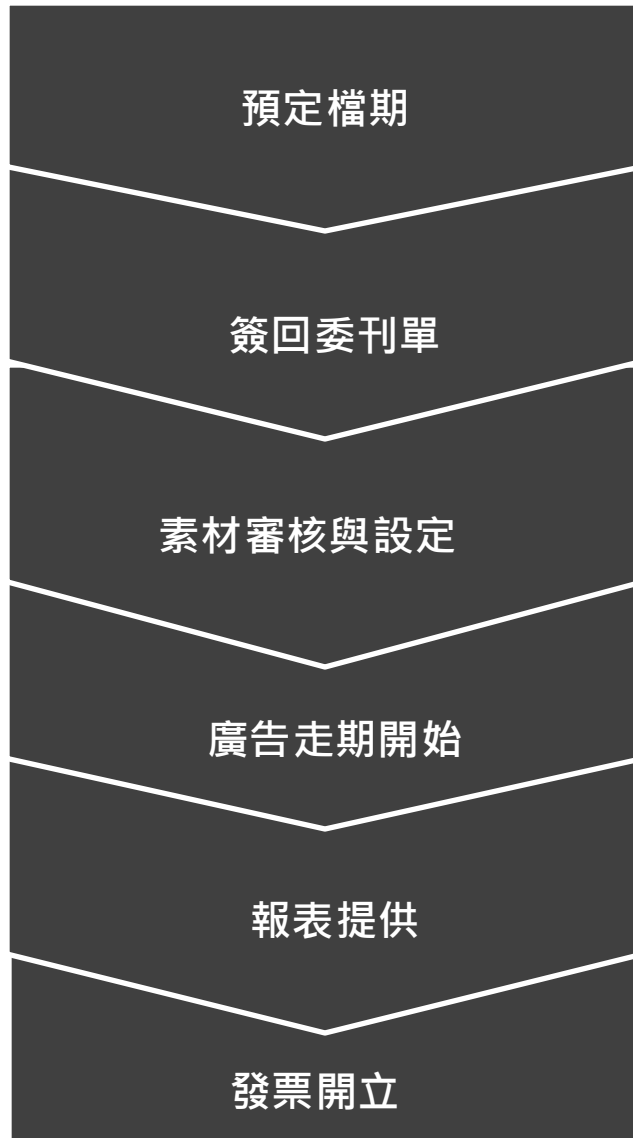 預定檔期
簽回委刊單
素材審核與設定
廣告走期開始
報表提供
發票開立